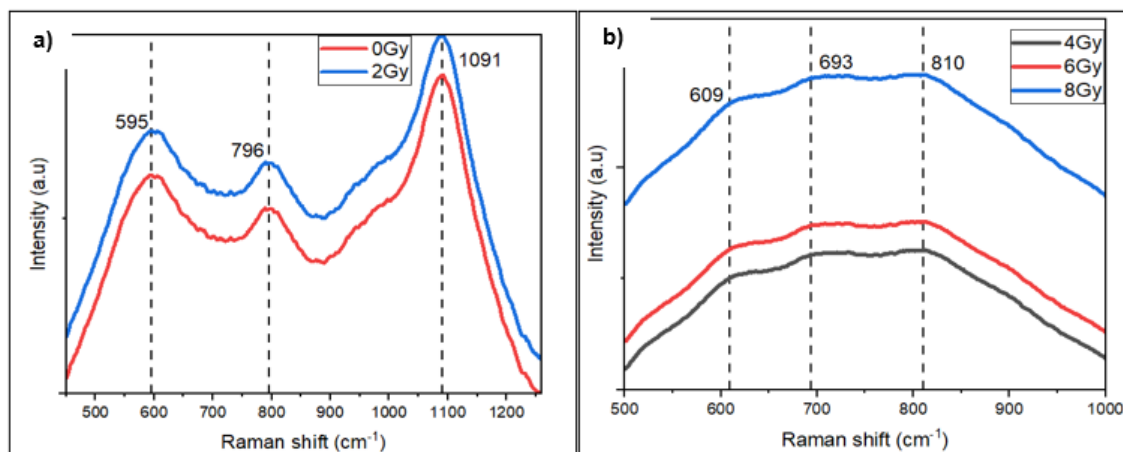 a)
0Gy
2Gy
1091
595
796
Intensity (a.u)
500 600 700 800 900 1000 1100 1200
Raman shift (cm⁻¹)
b)
4Gy
6Gy
8Gy
609
693
810
Intensity (a.u)
500 600 700 800 900 1000
Raman shift (cm⁻¹)